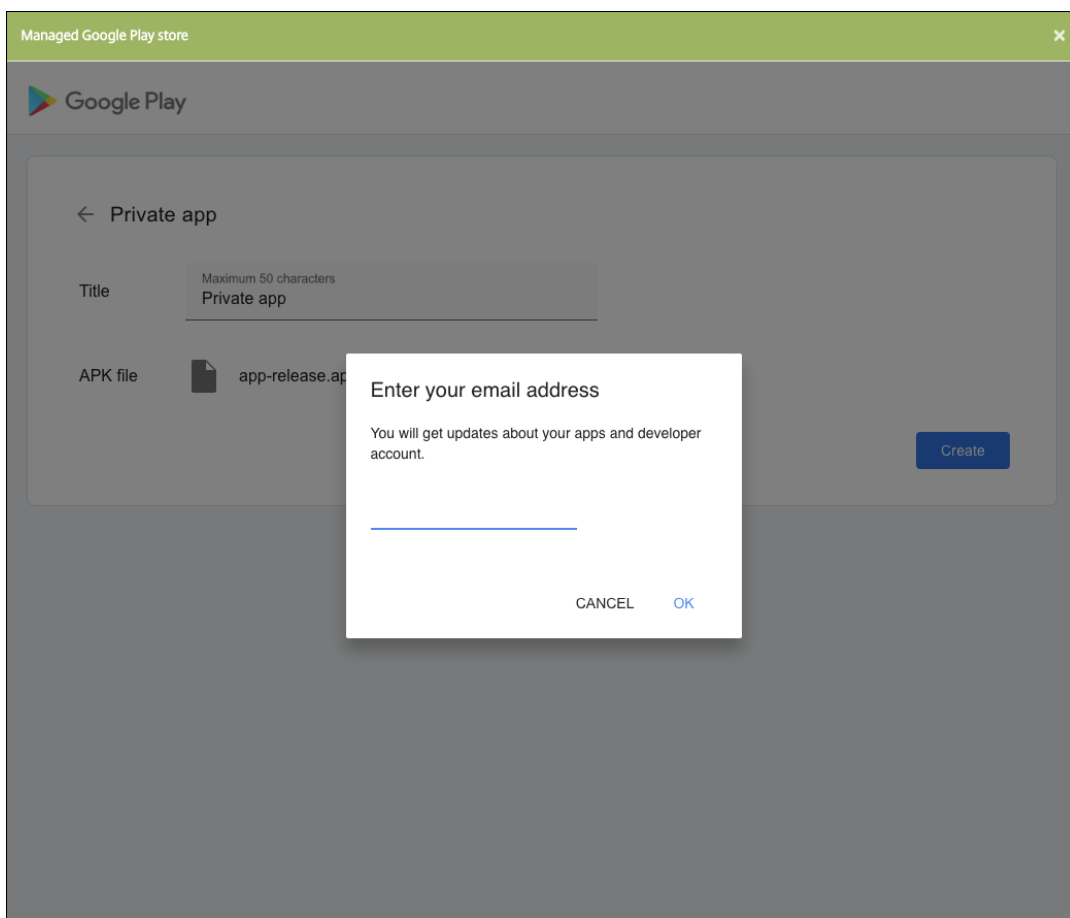 Managed Google Play store
×
Google Play
Private app
Title
Maximum 50 characters
Private app
APK file
app-release.ap
Enter your email address
You will get updates about your apps and developer
account.
Create
CANCEL OK